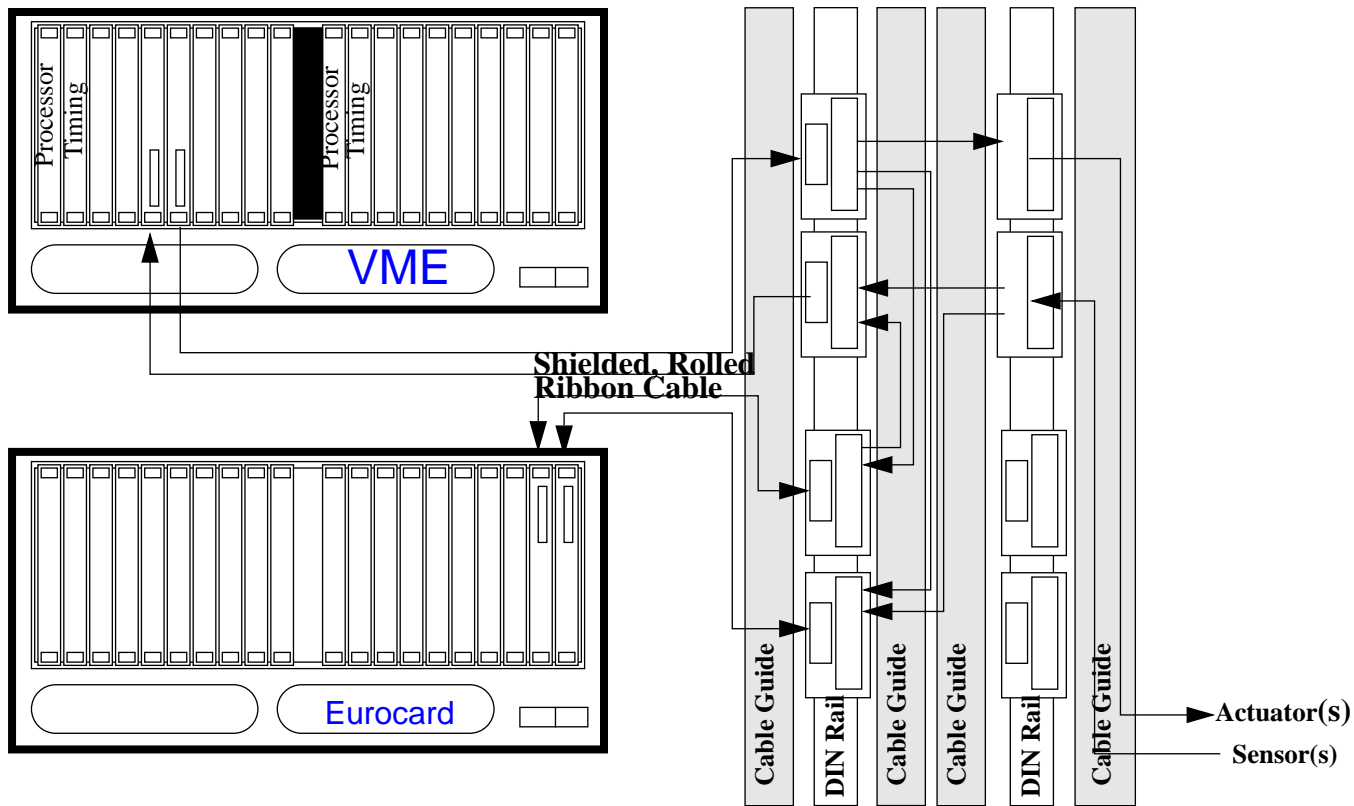 Processor
Timing
Processor
Timing
VME
Shielded, Rolled
Ribbon Cable
Eurocard
Cable Guide
DIN Rail
Cable Guide
Cable Guide
DIN Rail
Cable Guide
Actuator(s)
Sensor(s)